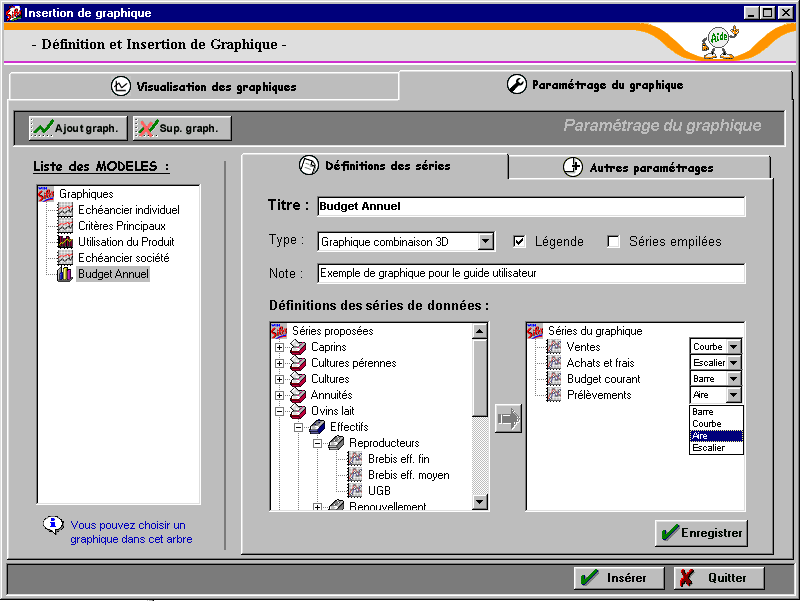 Insertion de graphique
- Définition et Insertion de Graphique -
Aide
Visualisation des graphiques
Paramétrage du graphique
Ajout graph.
Sup. graph.
Paramétrage du graphique
Liste des MODELES :
Graphiques
Echéancier individuel
Critères Principaux
Utilisation du Produit
Echéancier société
Budget Annuel
Vous pouvez choisir un
graphique dans cet arbre
Définitions des séries
Autres paramétrages
Titre : Budget Annuel
Type : Graphique combinaison 3D Légende Séries empilées
Note : Exemple de graphique pour le guide utilisateur
Définitions des séries de données :
Séries proposées
Caprins
Cultures pérennes
Cultures
Annuités
Ovins lait
Effectifs
Reproducteurs
Brebis eff. fin
Brebis eff. moyen
UGB
Renouvellement
Séries du graphique
Ventes Courbe
Achats et frais Escalier
Budget courant Barre
Prélèvements Aire
Barre
Courbe
Aire
Escalier
Enregistrer
Insérer
Quitter